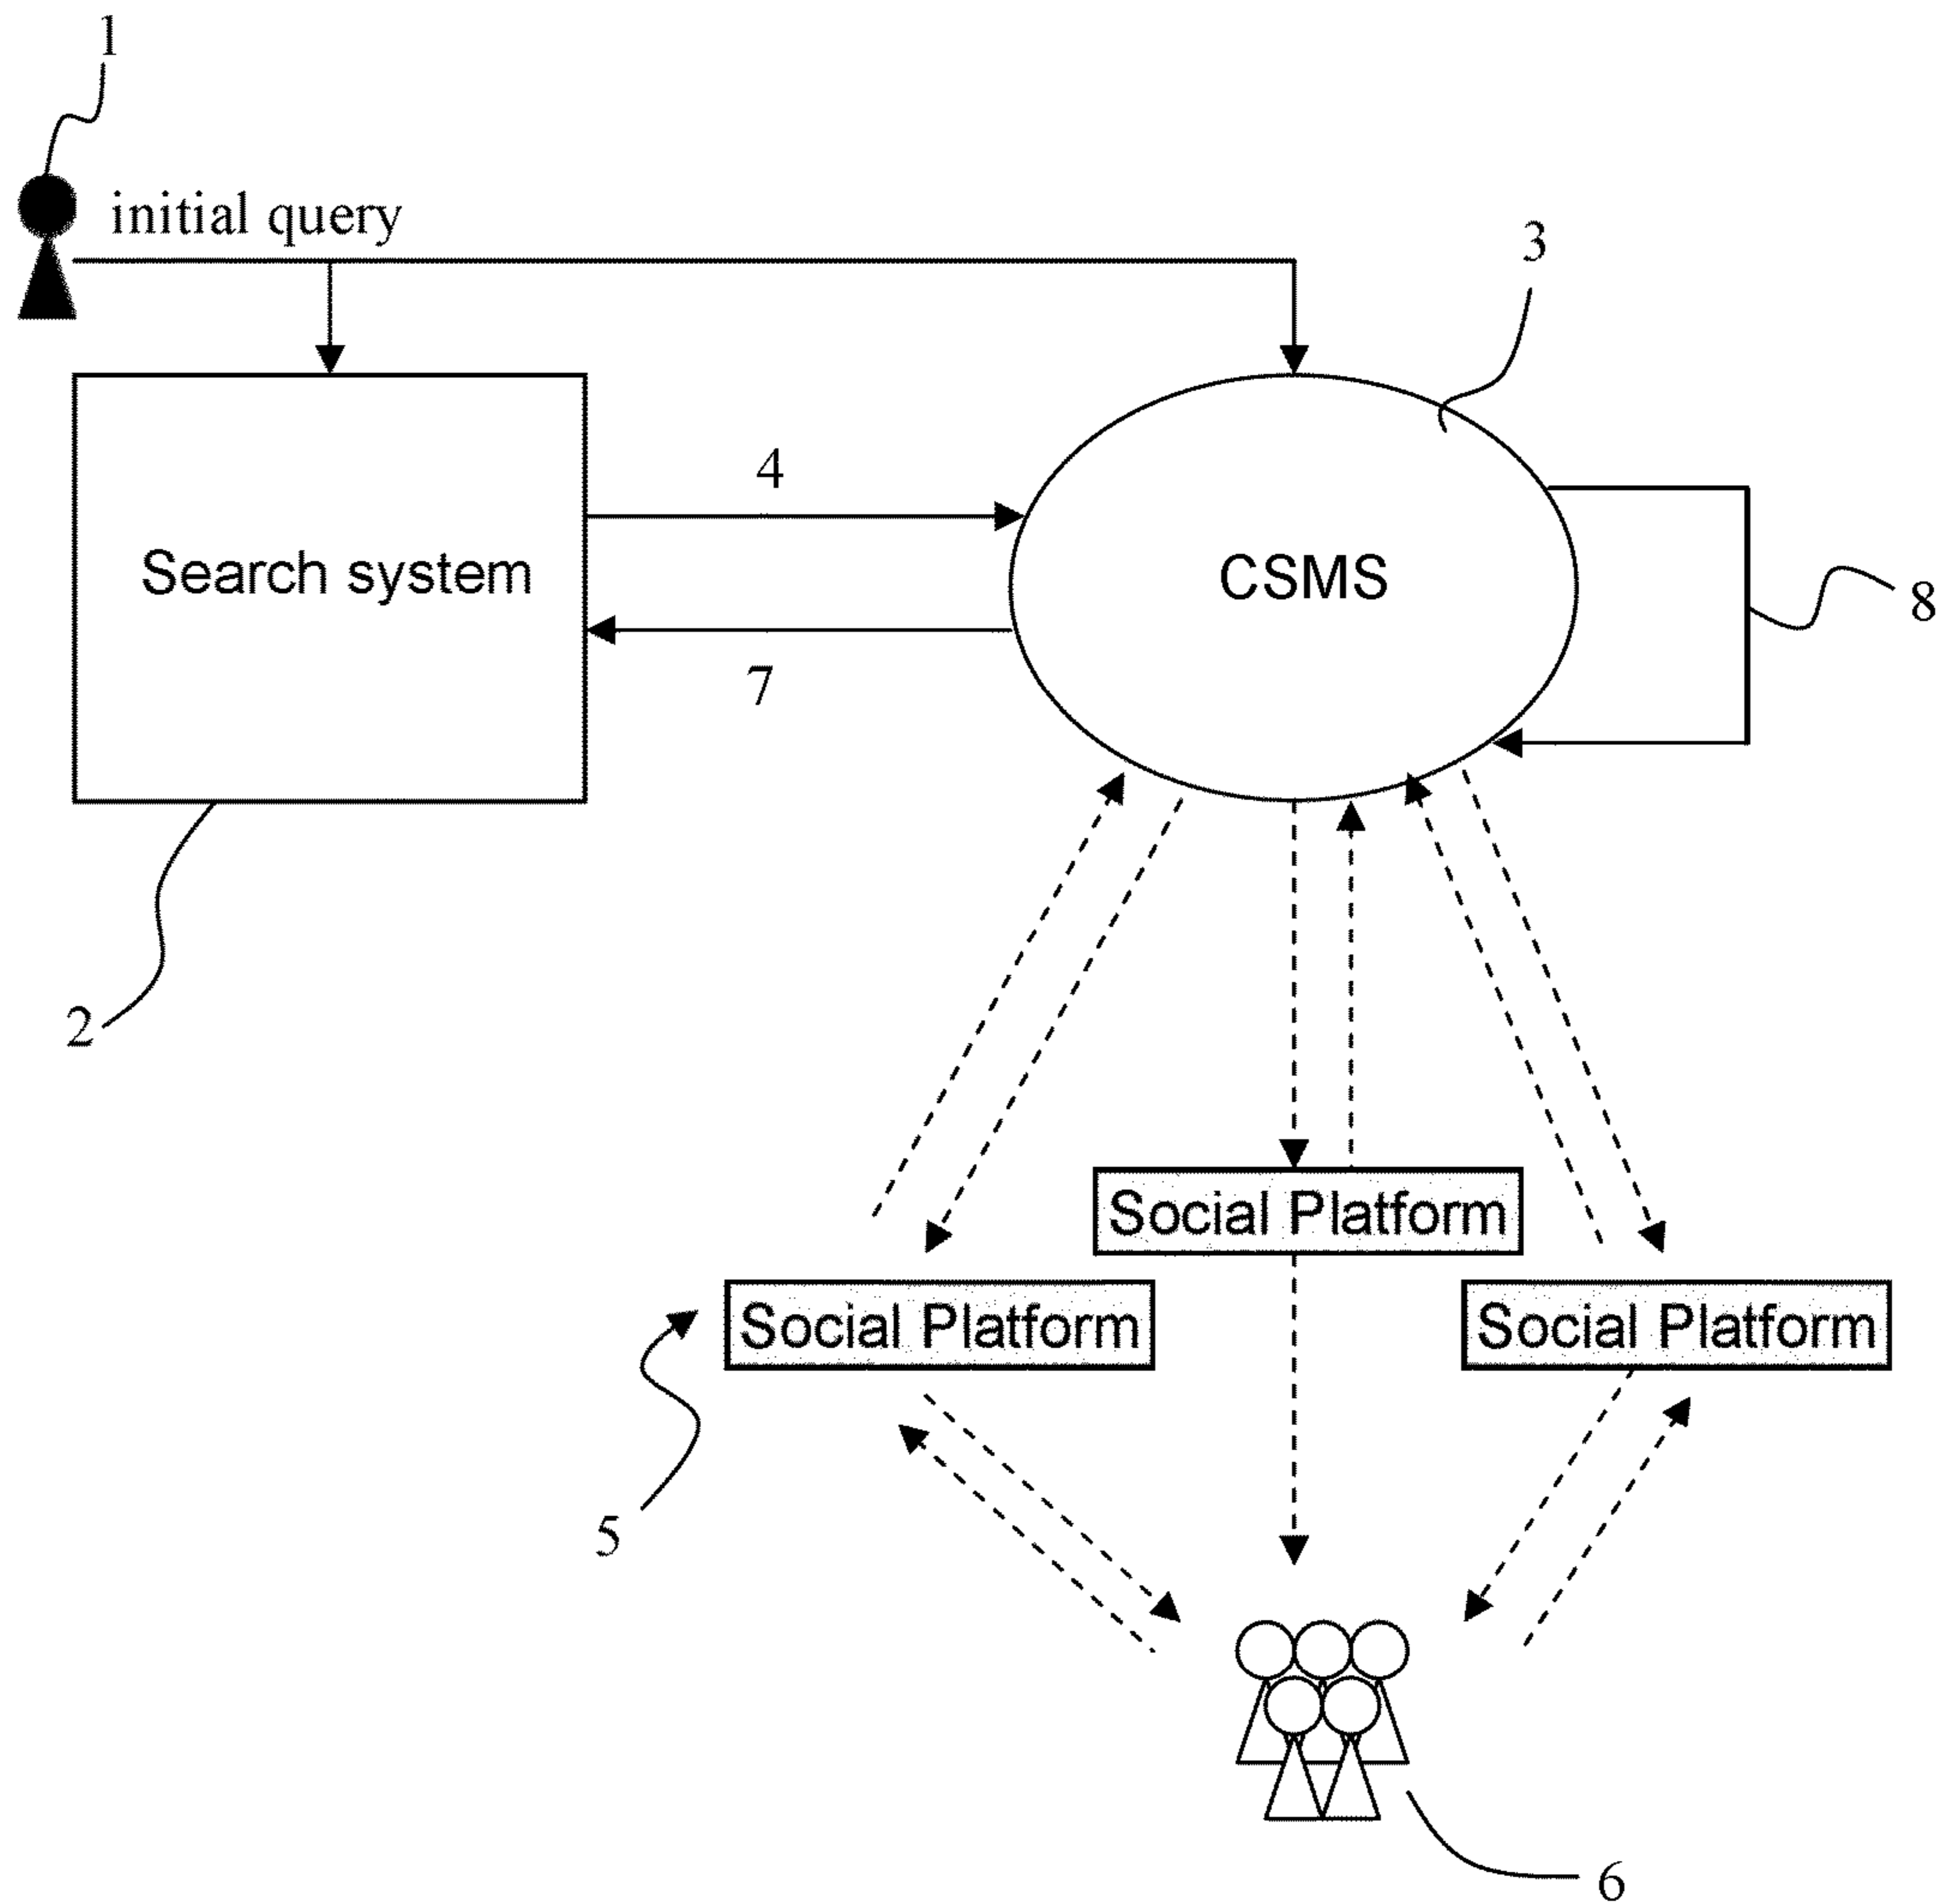 1
initial query
3
4
Search system
CSMS
8
7
2
Social Platform
Social Platform
Social Platform
5
6